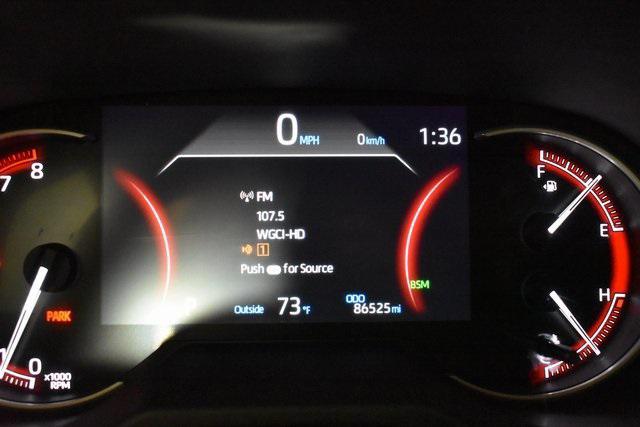 0 MPH 0 km/h 1:36
7 8
F
FM
107.5
WGCI-HD
1
Push for Source
E
BSM
H
PARK
Outside 73 °F
ODO
86525 mi
1 0
x1000
RPM
C